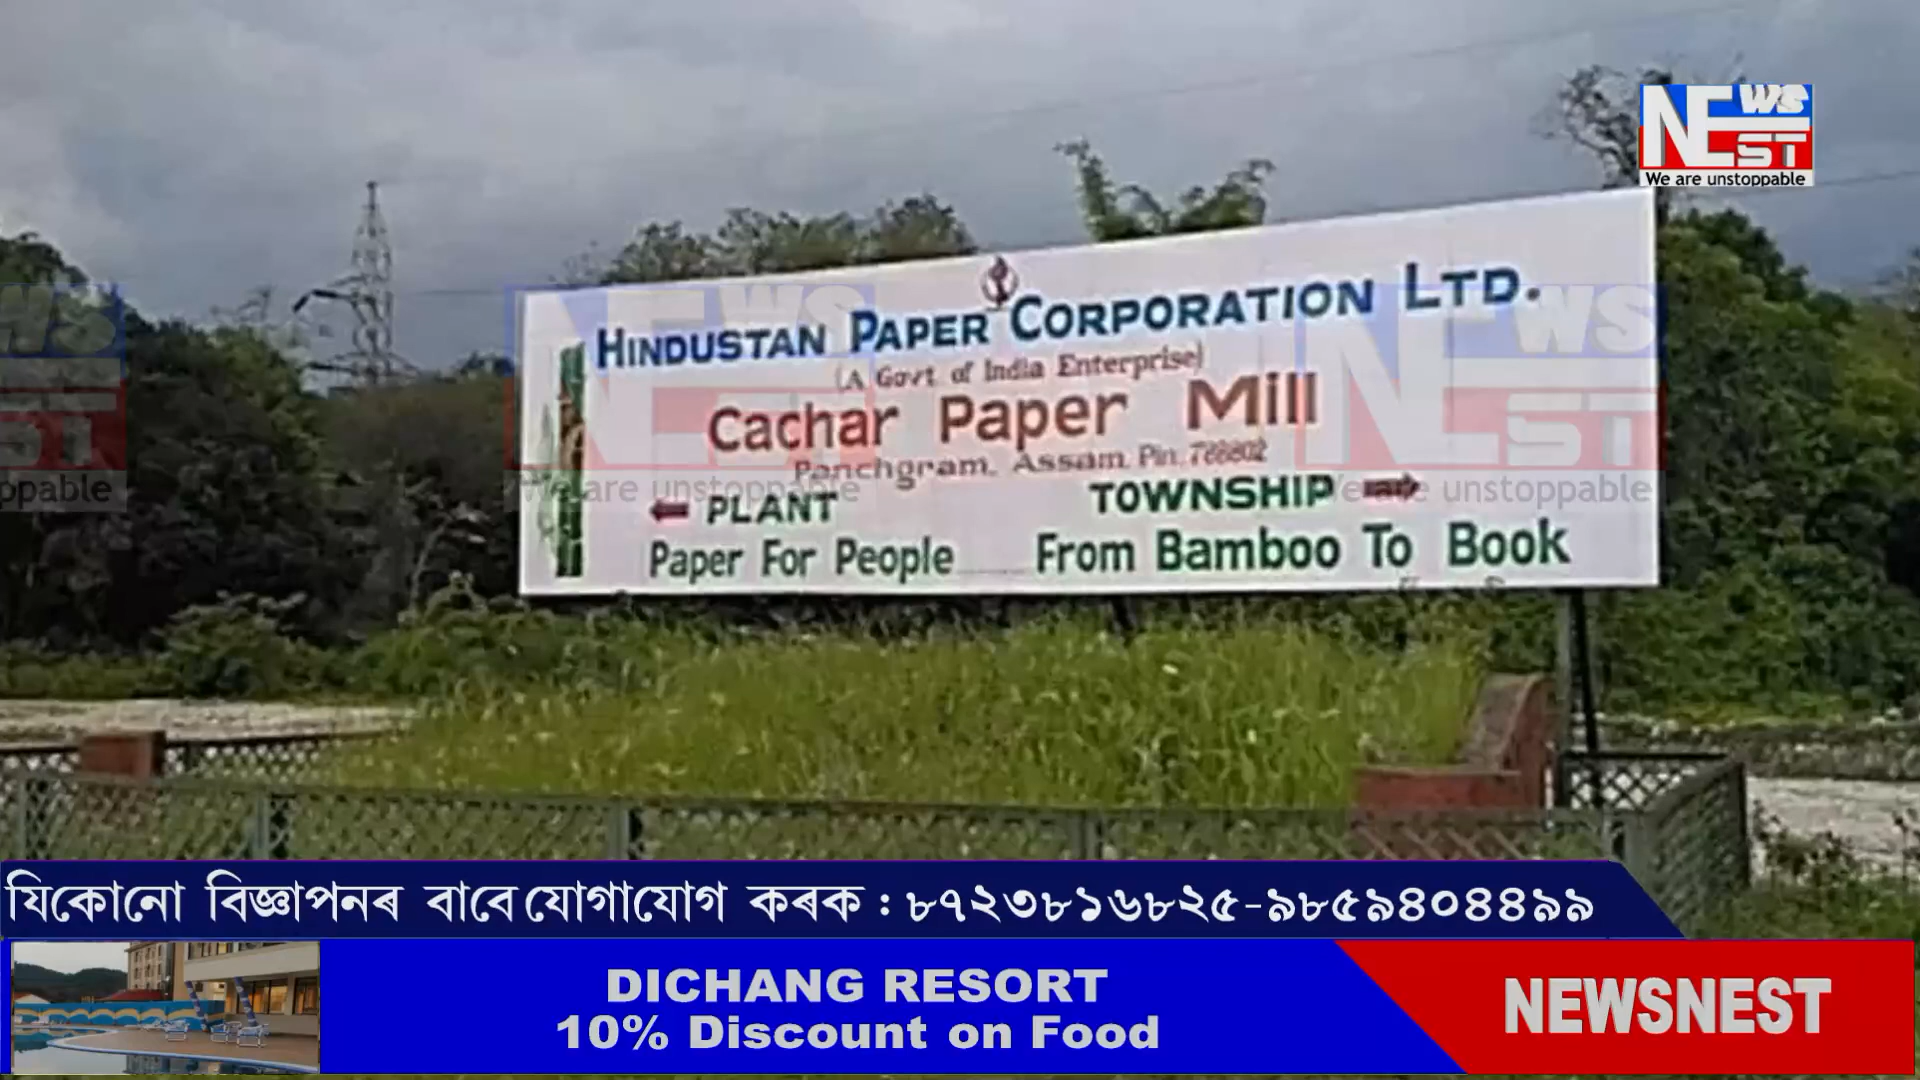 NEWS NEST
We are unstoppable
HINDUSTAN PAPER CORPORATION LTD.
(A Govt of India Enterprise)
Cachar Paper Mill
Panchgram, Assam, Pin. 788802
PLANT TOWNSHIP
Paper For People From Bamboo To Book
যিকোনো বিজ্ঞাপনৰ বাবে যোগাযোগ কৰক : ৮৭২৩৮১৬৮২৫-৯৮৫৯৪০৪৪৯৯
DICHANG RESORT
10% Discount on Food
NEWSNEST